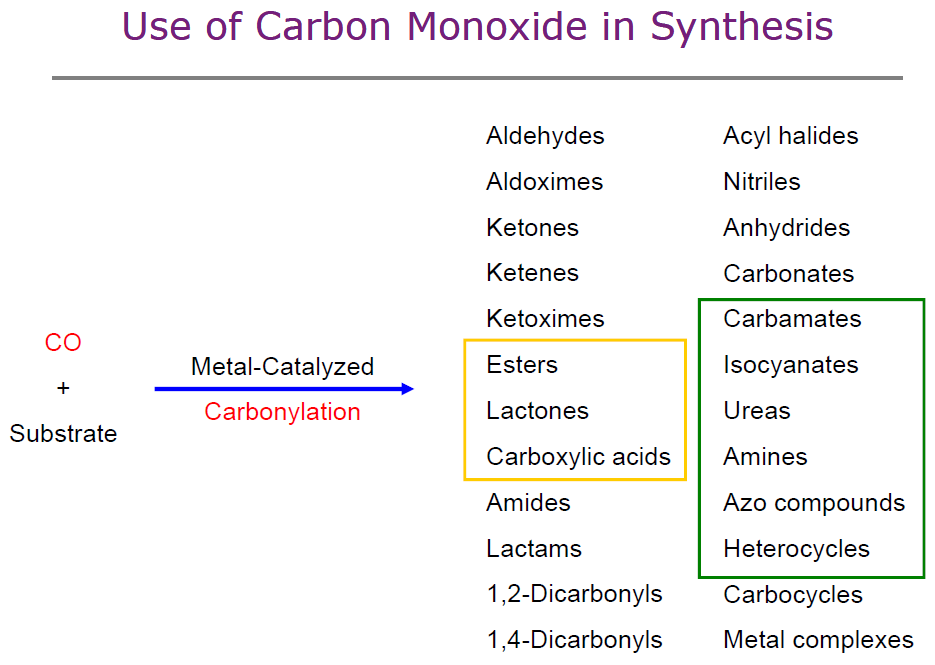 Use of Carbon Monoxide in Synthesis
CO
+
Substrate
Metal-Catalyzed
Carbonylation
Aldehydes
Aldoximes
Ketones
Ketenes
Ketoximes
Esters
Lactones
Carboxylic acids
Amides
Lactams
1,2-Dicarbonyls
1,4-Dicarbonyls
Acyl halides
Nitriles
Anhydrides
Carbonates
Carbamates
Isocyanates
Ureas
Amines
Azo compounds
Heterocycles
Carbocycles
Metal complexes